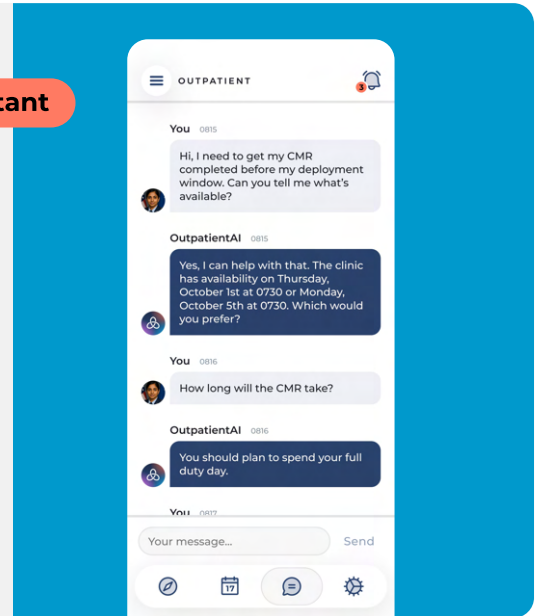 OUTPATIENT
3
tant
You 0815
Hi, I need to get my CMR
completed before my deployment
window. Can you tell me what's
available?
OutpatientAI 0815
Yes, I can help with that. The clinic
has availability on Thursday,
October 1st at 0730 or Monday,
October 5th at 0730. Which would
you prefer?
You 0816
How long will the CMR take?
OutpatientAI 0816
You should plan to spend your full
duty day.
You 0817
Your message... Send
17